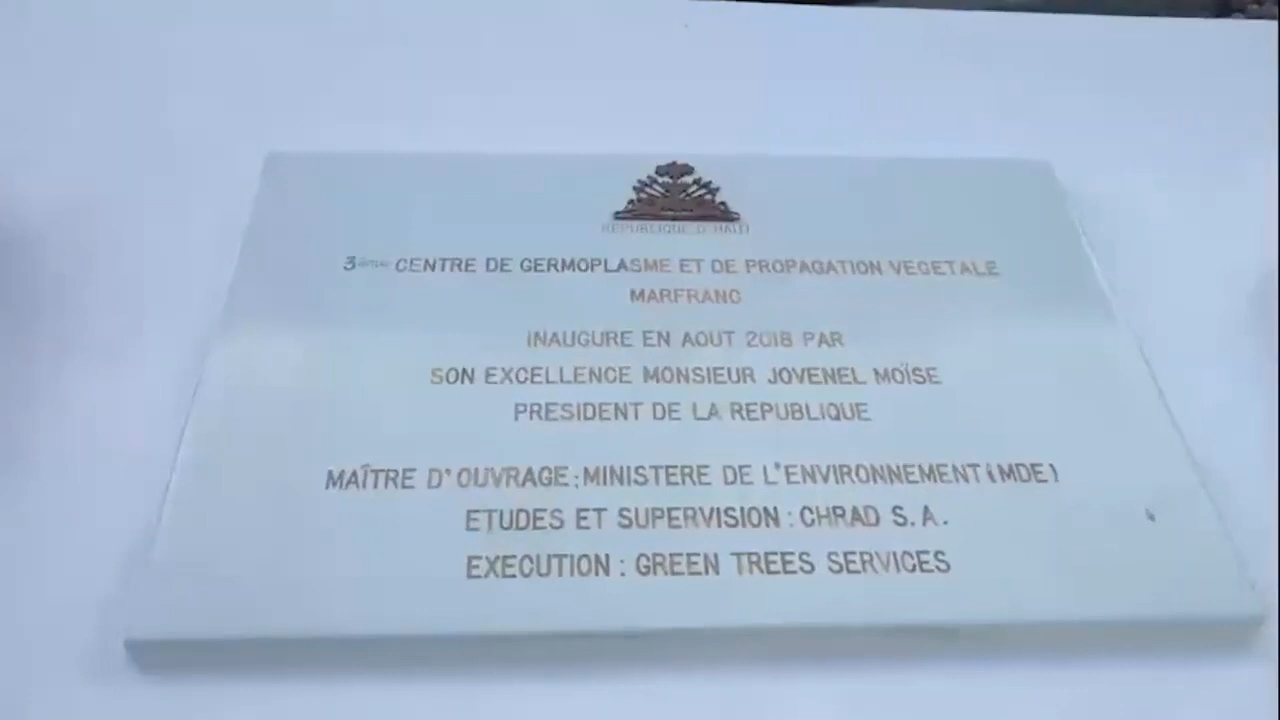 REPUBLIQUE D'HAITI
3ème CENTRE DE GERMOPLASME ET DE PROPAGATION VEGETALE
MARFRANC
INAUGURE EN AOUT 2018 PAR
SON EXCELLENCE MONSIEUR JOVENEL MOÏSE
PRESIDENT DE LA REPUBLIQUE
MAÎTRE D'OUVRAGE : MINISTERE DE L'ENVIRONNEMENT (MDE)
ETUDES ET SUPERVISION : CHRAD S.A.
EXECUTION : GREEN TREES SERVICES